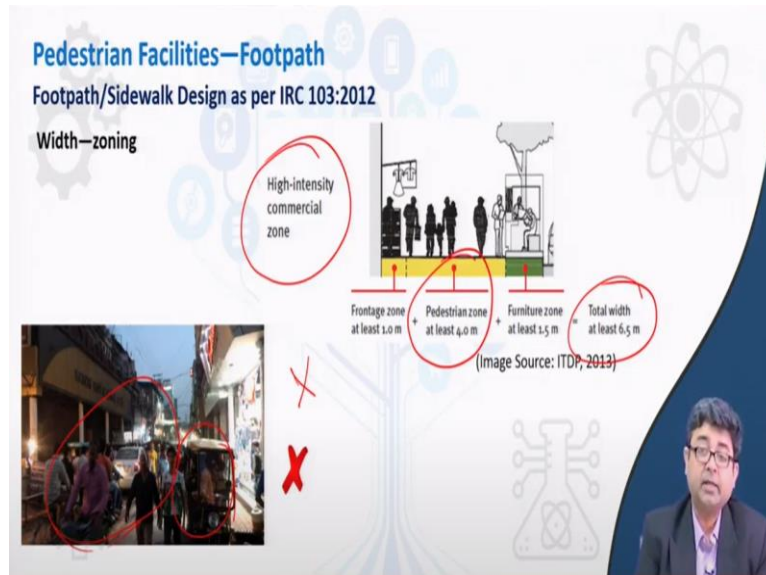 Pedestrian Facilities—Footpath
Footpath/Sidewalk Design as per IRC 103:2012
Width—zoning
High-intensity
commercial
zone
Frontage zone
at least 1.0 m
+
Pedestrian zone
at least 4.0 m
+
Furniture zone
at least 1.5 m
=
Total width
at least 6.5 m
(Image Source: ITDP, 2013)